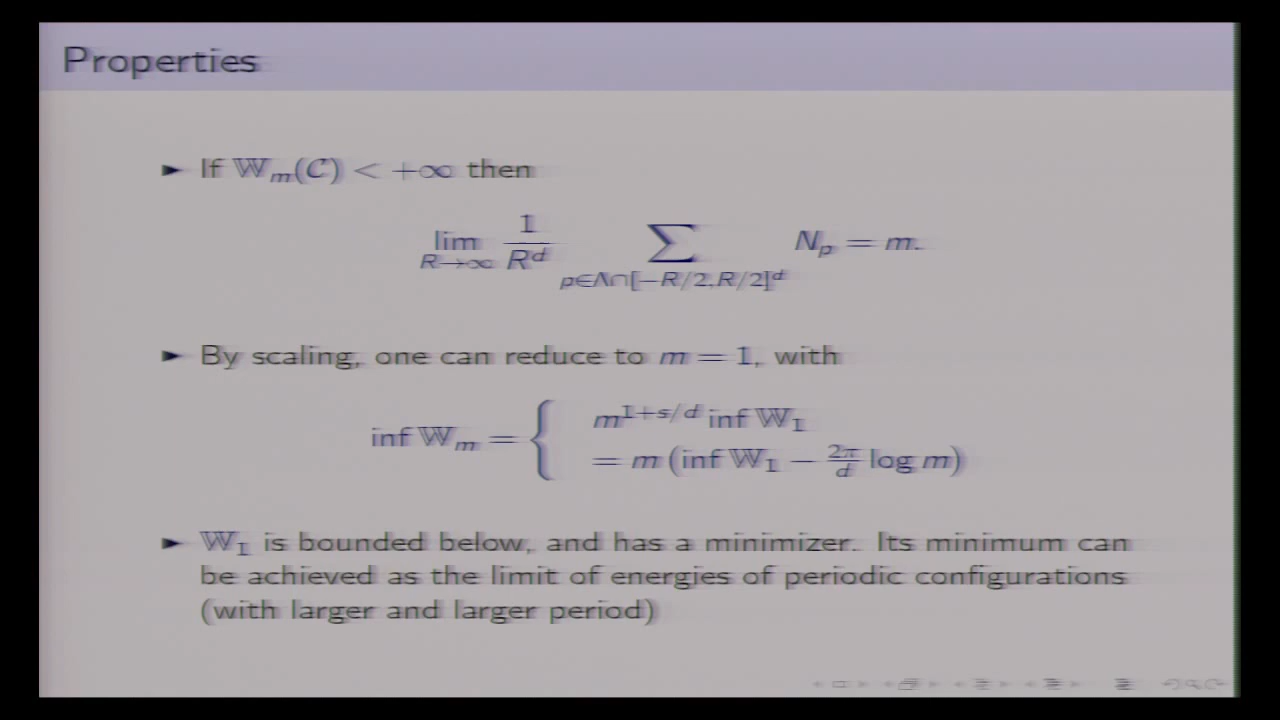 Properties
► If 𝕎_m(𝒞) < +∞ then
lim_{R→∞} 1/R^d ∑_{p∈Λ∩[−R/2,R/2]^d} N_p = m.
► By scaling, one can reduce to m = 1, with
inf 𝕎_m = { m^{1+s/d} inf 𝕎_1
= m (inf 𝕎_1 − 2π/d log m)
► 𝕎_1 is bounded below, and has a minimizer. Its minimum can
be achieved as the limit of energies of periodic configurations
(with larger and larger period)